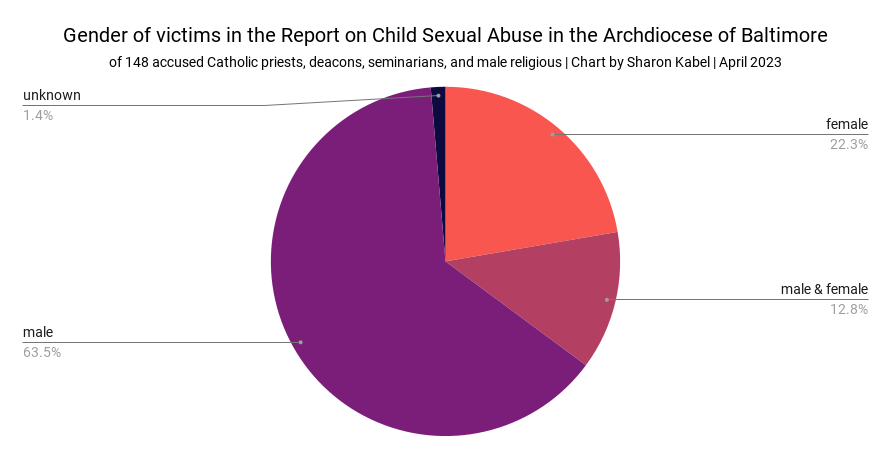 Gender of victims in the Report on Child Sexual Abuse in the Archdiocese of Baltimore
of 148 accused Catholic priests, deacons, seminarians, and male religious | Chart by Sharon Kabel | April 2023
unknown
1.4%
female
22.3%
male & female
12.8%
male
63.5%